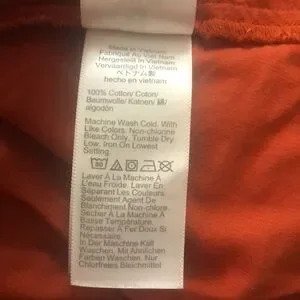 Made in Vietnam
Fabriqué Au Viet Nam
Hergestellt in Vietnam
Vervaardigd in Vietnam
ベトナム製
hecho en vietnam
100% Cotton/ Coton/
Baumwolle/ Katoen/ 綿/
algodón
Machine Wash Cold. With
Like Colors. Non-chlorine
Bleach Only. Tumble Dry
Low. Iron On Lowest
Setting.
Laver À La Machine À
L'eau Froide. Laver En
Séparant Les Couleurs.
Seulement Agent De
Blanchiment Non-chlore.
Sécher À La Machine À
Basse Température.
Repasser À Fer Doux Si
Nécessaire.
In Der Maschine Kalt
Waschen. Mit Ähnlichen
Farben Waschen. Nur
Chlorfreies Bleichmittel